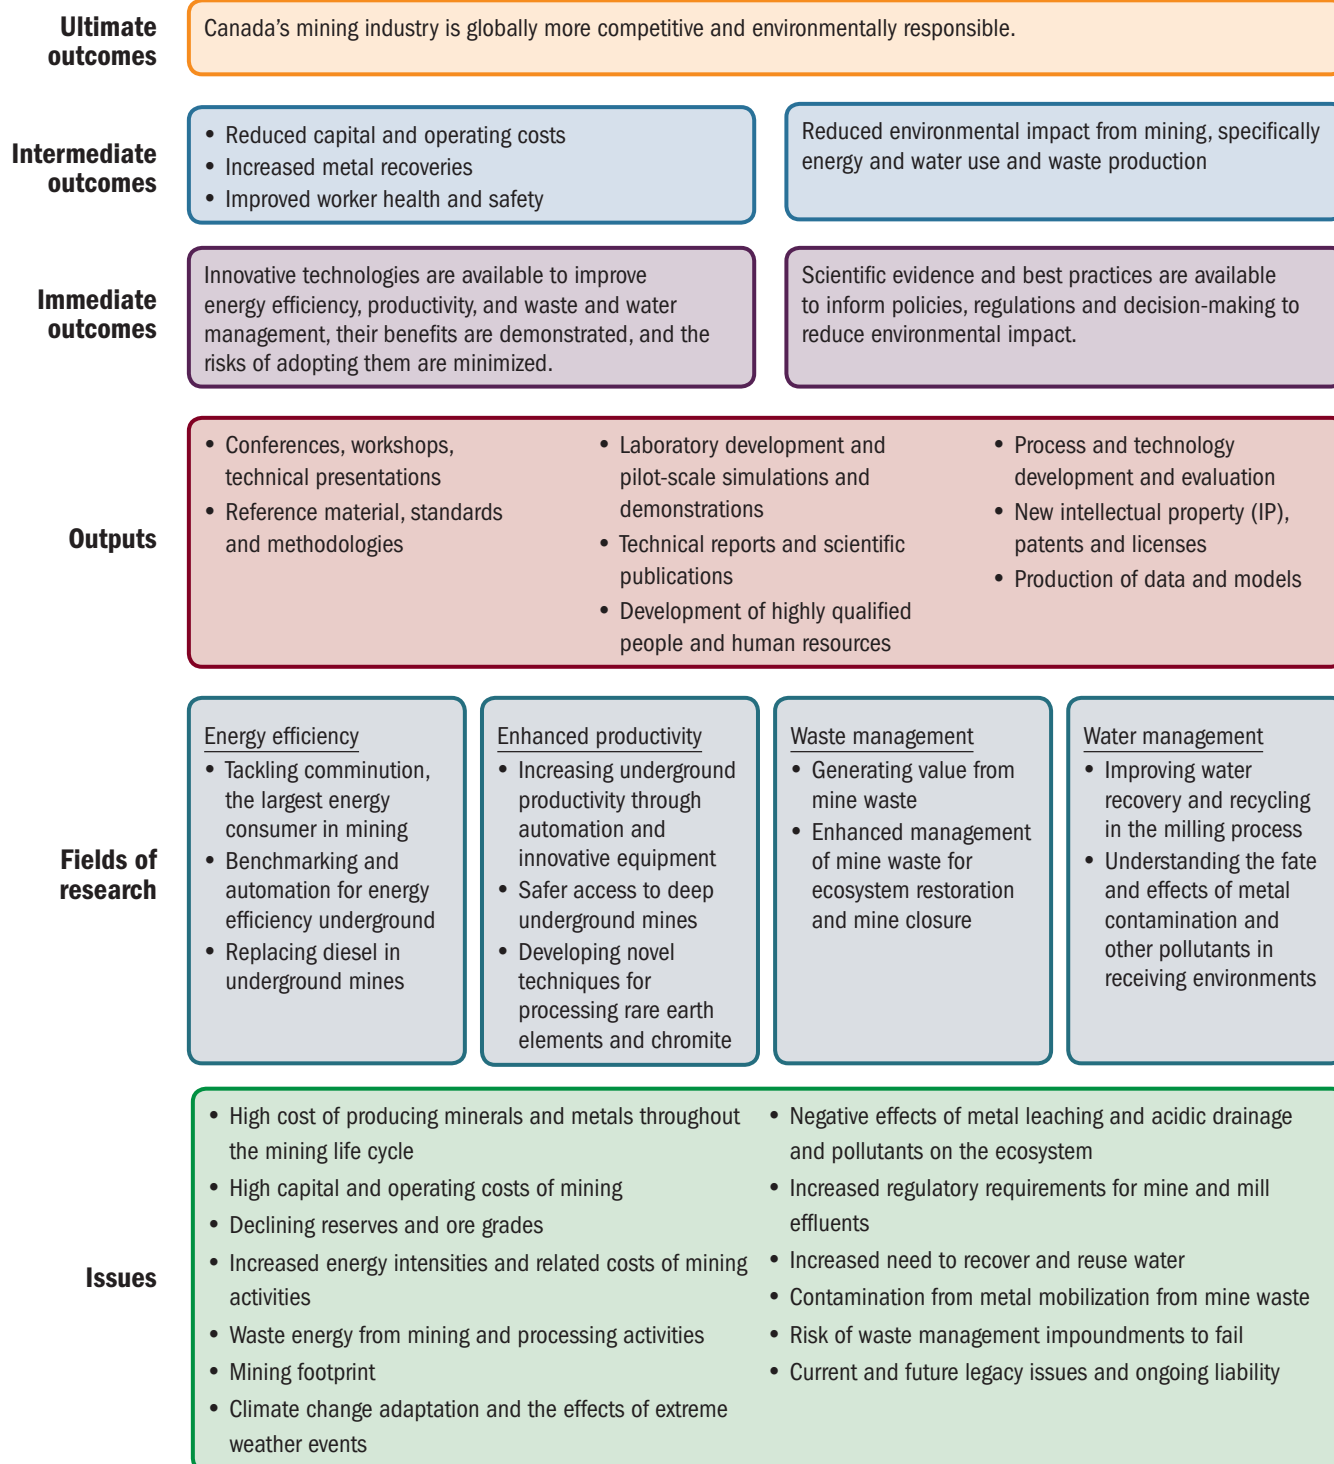 Ultimate
outcomes
Canada’s mining industry is globally more competitive and environmentally responsible.
Intermediate
outcomes
• Reduced capital and operating costs
• Increased metal recoveries
• Improved worker health and safety
Reduced environmental impact from mining, specifically
energy and water use and waste production
Immediate
outcomes
Innovative technologies are available to improve
energy efficiency, productivity, and waste and water
management, their benefits are demonstrated, and the
risks of adopting them are minimized.
Scientific evidence and best practices are available
to inform policies, regulations and decision-making to
reduce environmental impact.
Outputs
• Conferences, workshops,
technical presentations
• Reference material, standards
and methodologies
• Laboratory development and
pilot-scale simulations and
demonstrations
• Technical reports and scientific
publications
• Development of highly qualified
people and human resources
• Process and technology
development and evaluation
• New intellectual property (IP),
patents and licenses
• Production of data and models
Fields of
research
Energy efficiency
• Tackling comminution,
the largest energy
consumer in mining
• Benchmarking and
automation for energy
efficiency underground
• Replacing diesel in
underground mines
Enhanced productivity
• Increasing underground
productivity through
automation and
innovative equipment
• Safer access to deep
underground mines
• Developing novel
techniques for
processing rare earth
elements and chromite
Waste management
• Generating value from
mine waste
• Enhanced management
of mine waste for
ecosystem restoration
and mine closure
Water management
• Improving water
recovery and recycling
in the milling process
• Understanding the fate
and effects of metal
contamination and
other pollutants in
receiving environments
Issues
• High cost of producing minerals and metals throughout
the mining life cycle
• High capital and operating costs of mining
• Declining reserves and ore grades
• Increased energy intensities and related costs of mining
activities
• Waste energy from mining and processing activities
• Mining footprint
• Climate change adaptation and the effects of extreme
weather events
• Negative effects of metal leaching and acidic drainage
and pollutants on the ecosystem
• Increased regulatory requirements for mine and mill
effluents
• Increased need to recover and reuse water
• Contamination from metal mobilization from mine waste
• Risk of waste management impoundments to fail
• Current and future legacy issues and ongoing liability